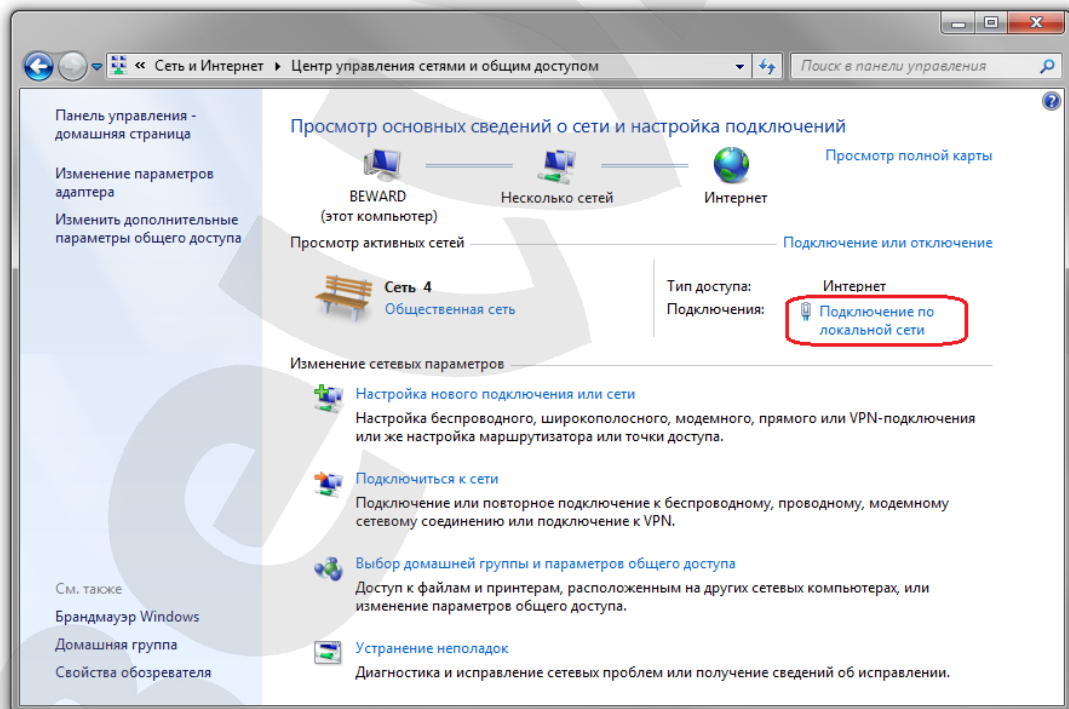 « Сеть и Интернет ▸ Центр управления сетями и общим доступом
Поиск в панели управления
Панель управления -
домашняя страница
Изменение параметров
адаптера
Изменить дополнительные
параметры общего доступа
Просмотр основных сведений о сети и настройка подключений
Просмотр полной карты
BEWARD
(этот компьютер)
Несколько сетей
Интернет
Просмотр активных сетей
Подключение или отключение
Сеть 4
Общественная сеть
Тип доступа: Интернет
Подключения: Подключение по
локальной сети
Изменение сетевых параметров
Настройка нового подключения или сети
Настройка беспроводного, широкополосного, модемного, прямого или VPN-подключения
или же настройка маршрутизатора или точки доступа.
Подключиться к сети
Подключение или повторное подключение к беспроводному, проводному, модемному
сетевому соединению или подключение к VPN.
Выбор домашней группы и параметров общего доступа
Доступ к файлам и принтерам, расположенным на других сетевых компьютерах, или
изменение параметров общего доступа.
Устранение неполадок
Диагностика и исправление сетевых проблем или получение сведений об исправлении.
См. также
Брандмауэр Windows
Домашняя группа
Свойства обозревателя